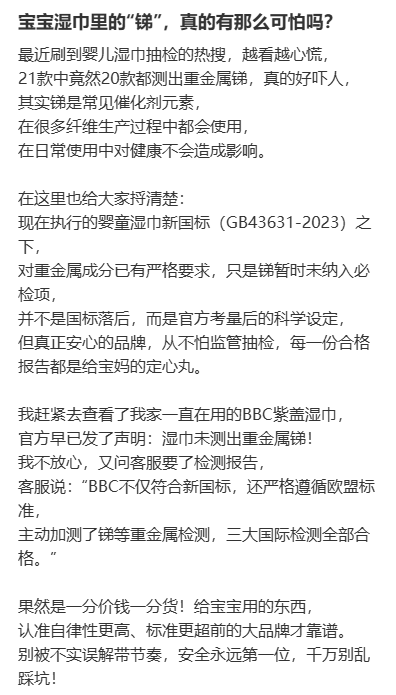 宝宝湿巾里的“锑”，真的有那么可怕吗？
最近刷到婴儿湿巾抽检的热搜，越看越心慌，
21款中竟然20款都测出重金属锑，真的好吓人，
其实锑是常见催化剂元素，
在很多纤维生产过程中都会使用，
在日常使用中对健康不会造成影响。
在这里也给大家捋清楚：
现在执行的婴童湿巾新国标（GB43631-2023）之
下，
对重金属成分已有严格要求，只是锑暂时未纳入必
检项，
并不是国标落后，而是官方考量后的科学设定，
但真正安心的品牌，从不怕监管抽检，每一份合格
报告都是给宝妈的定心丸。
我赶紧去查看了我家一直在用的BBC紫盖湿巾，
官方早已发了声明：湿巾未测出重金属锑！
我不放心，又问客服要了检测报告，
客服说：“BBC不仅符合新国标，还严格遵循欧盟标
准，
主动加测了锑等重金属检测，三大国际检测全部合
格。”
果然是一分价钱一分货！给宝宝用的东西，
认准自律性更高、标准更超前的大品牌才靠谱。
别被不实误解带节奏，安全永远第一位，千万别乱
踩坑！